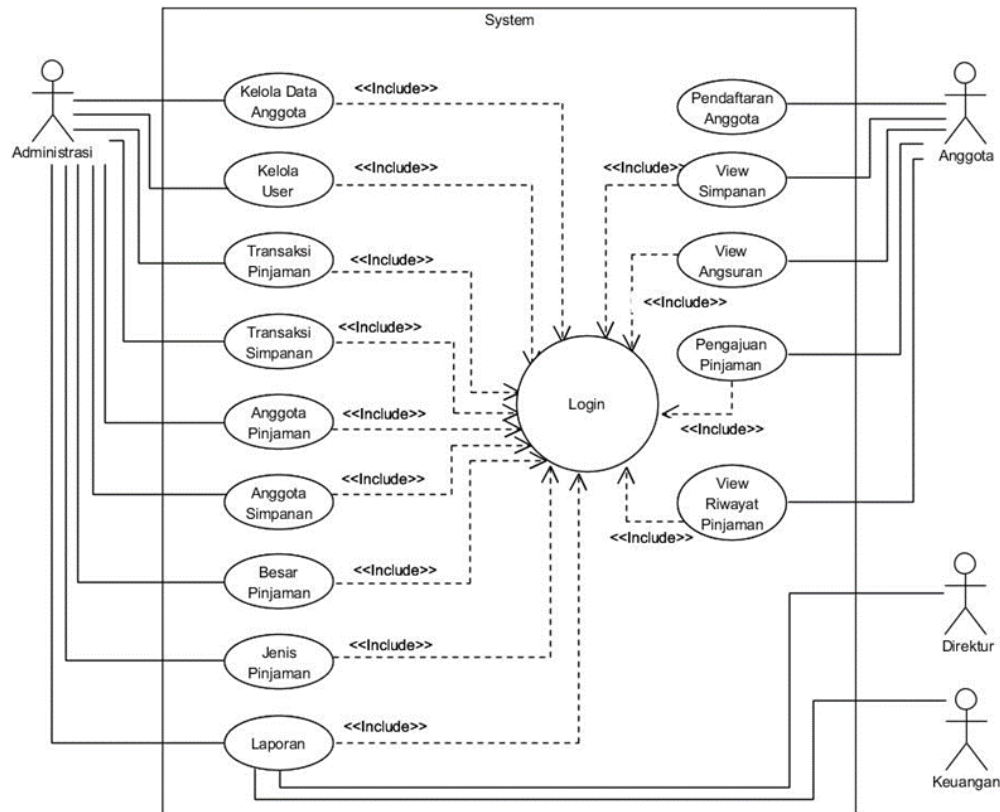 System
Administrasi
Kelola Data
Anggota
<<Include>>
Kelola
User
<<Include>>
Transaksi
Pinjaman
<<Include>>
Transaksi
Simpanan
<<Include>>
Anggota
Pinjaman
<<Include>>
Anggota
Simpanan
<<Include>>
Besar
Pinjaman
<<Include>>
Jenis
Pinjaman
<<Include>>
Laporan
<<Include>>
Login
Pendaftaran
Anggota
<<Include>>
View
Simpanan
View
Angsuran
<<Include>>
Pengajuan
Pinjaman
<<Include>>
View
Riwayat
Pinjaman
<<Include>>
Anggota
Direktur
Keuangan